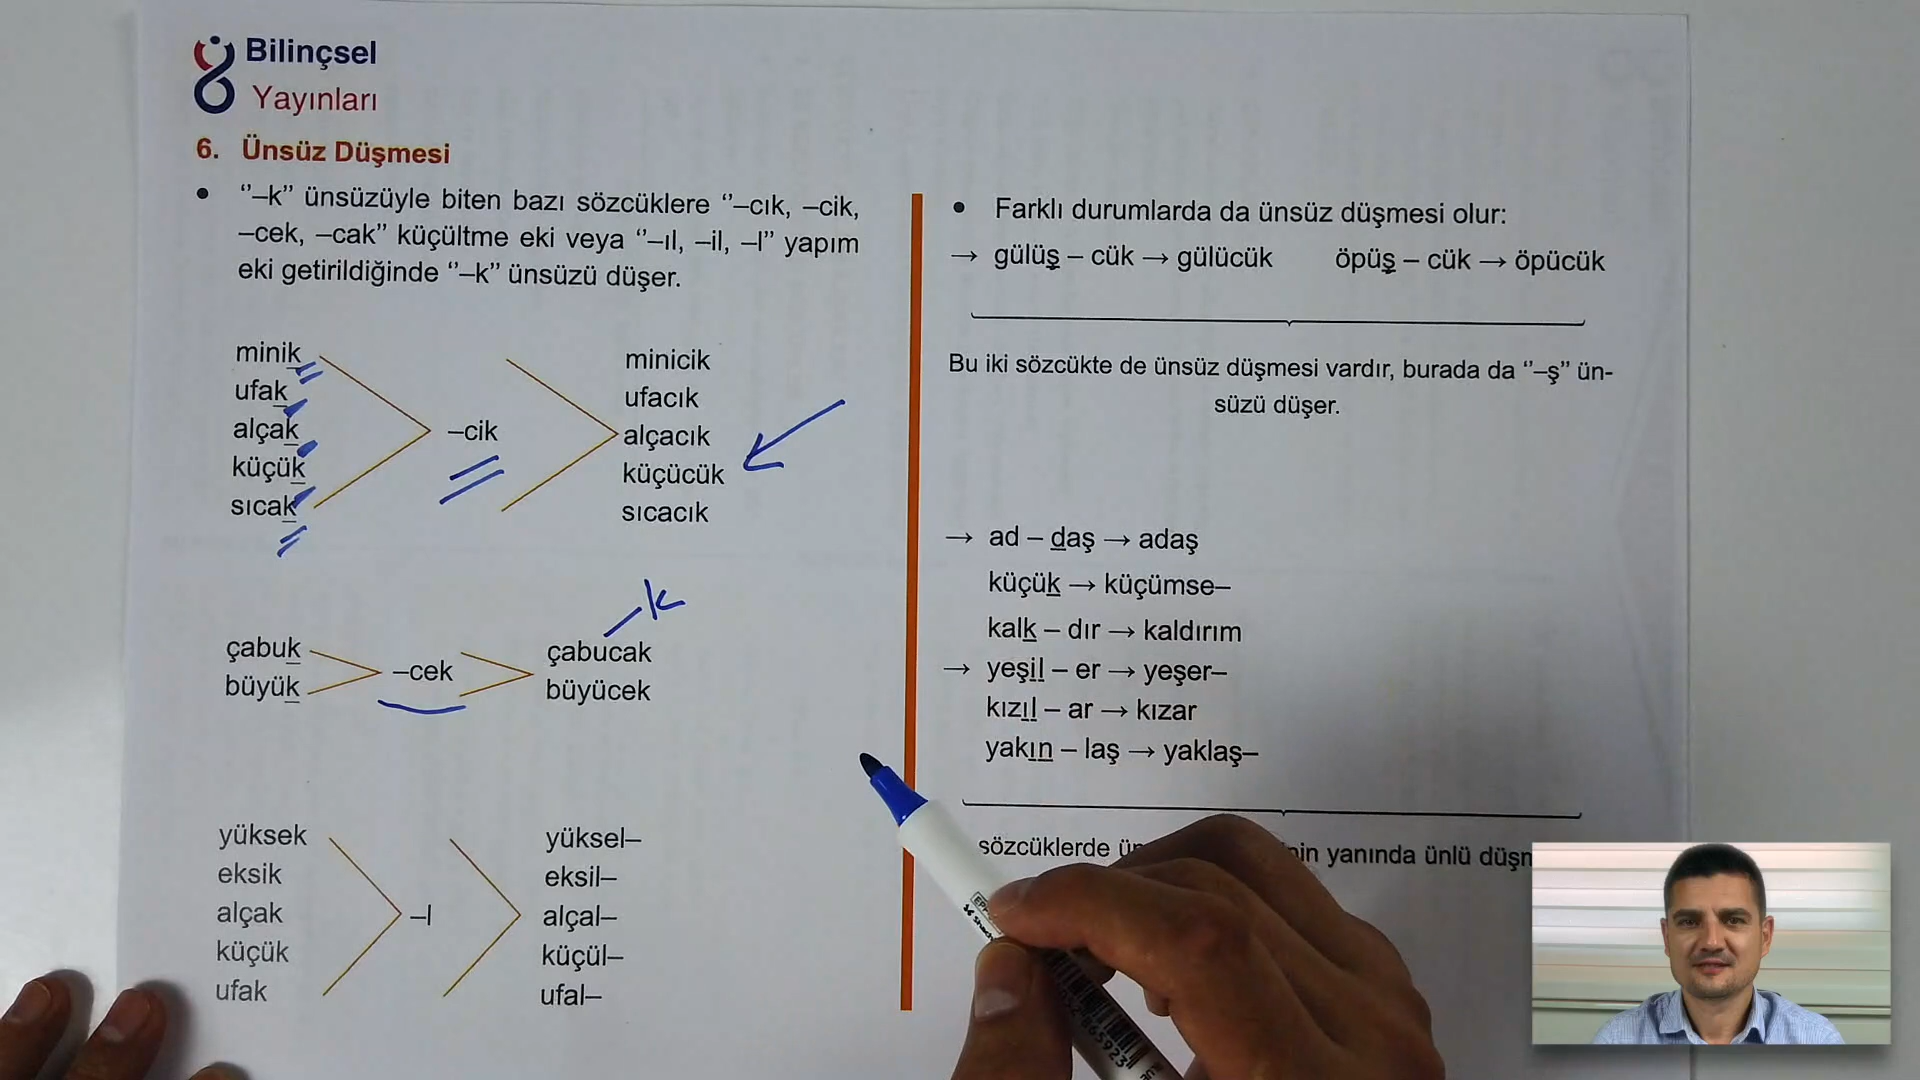 Bilinçsel
Yayınları
6. Ünsüz Düşmesi
• ‘’–k’’ ünsüzüyle biten bazı sözcüklere ‘’–cık, –cik,
–cek, –cak’’ küçültme eki veya ‘’–ıl, –il, –l’’ yapım
eki getirildiğinde ‘’–k’’ ünsüzü düşer.
minik
ufak
alçak
küçük
sıcak
–cik
minicik
ufacık
alçacık
küçücük
sıcacık
k
çabuk
büyük
–cek
çabucak
büyücek
yüksek
eksik
alçak
küçük
ufak
–l
yüksel–
eksil–
alçal–
küçül–
ufal–
• Farklı durumlarda da ünsüz düşmesi olur:
→ gülüş – cük → gülücük öpüş – cük → öpücük
Bu iki sözcükte de ünsüz düşmesi vardır, burada da ‘’–ş’’ ün-
süzü düşer.
→ ad – daş → adaş
küçük → küçümse–
kalk – dır → kaldırım
→ yeşil – er → yeşer–
kızıl – ar → kızar
yakın – laş → yaklaş–
sözcüklerde yanında ünlü